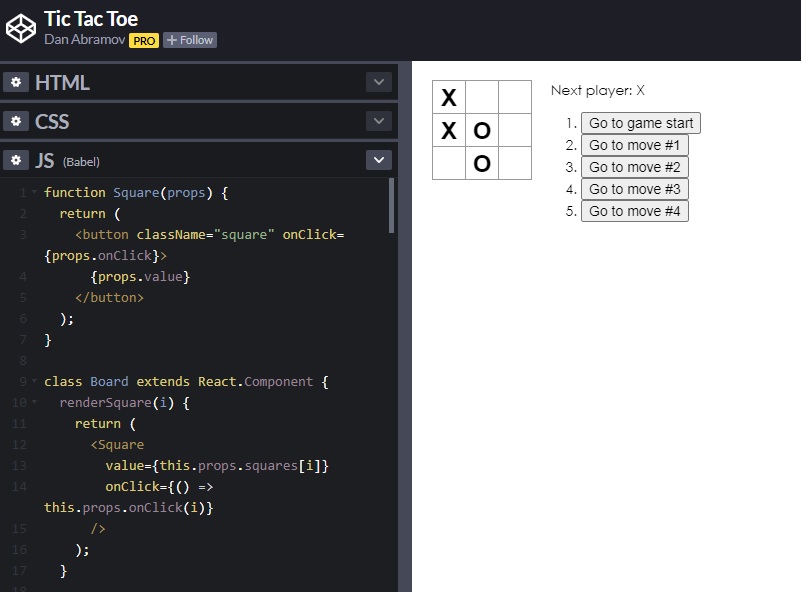 Tic Tac Toe
Dan Abramov PRO + Follow
HTML
CSS
JS (Babel)
1 function Square(props) {
2 return (
3 <button className="square" onClick=
{props.onClick}>
4 {props.value}
5 </button>
6 );
7 }
8
9 class Board extends React.Component {
10 renderSquare(i) {
11 return (
12 <Square
13 value={this.props.squares[i]}
14 onClick={() =>
this.props.onClick(i)}
15 />
16 );
17 }
18
X
X O
O
Next player: X
1. Go to game start
2. Go to move #1
3. Go to move #2
4. Go to move #3
5. Go to move #4